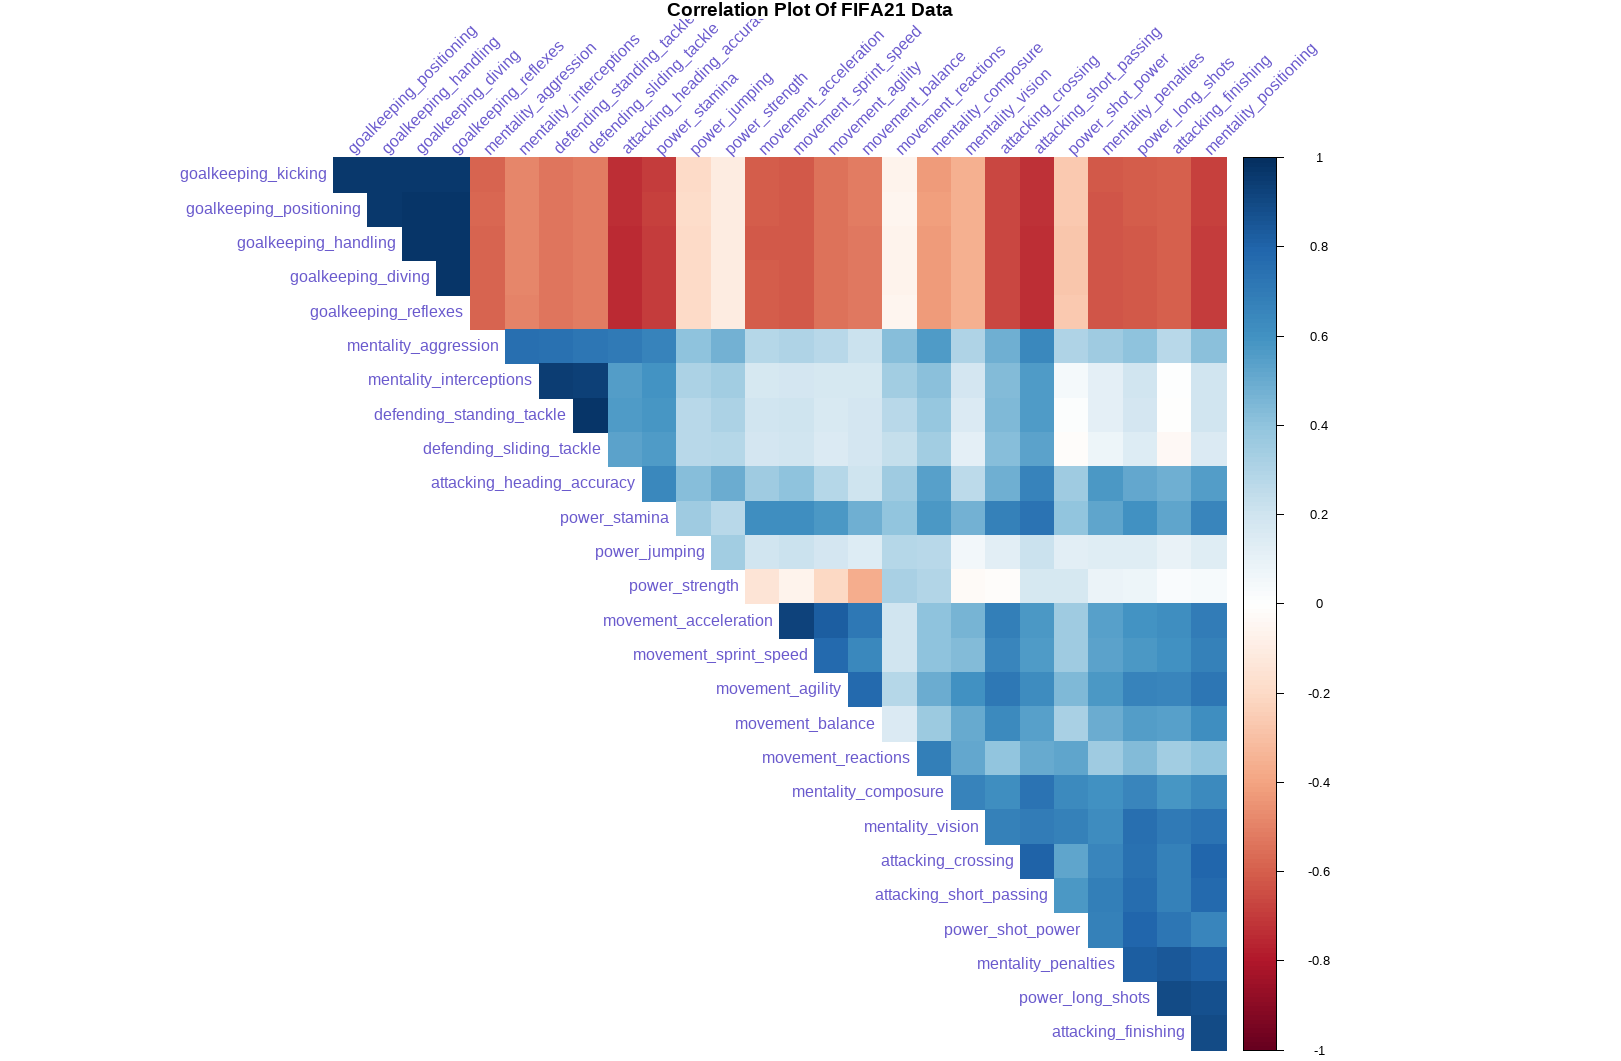 Correlation Plot Of FIFA21 Data
goalkeeping_positioning
goalkeeping_handling
goalkeeping_diving
goalkeeping_reflexes
mentality_aggression
mentality_interceptions
defending_standing_tackle
defending_sliding_tackle
attacking_heading_accurac
power_stamina
power_jumping
power_strength
movement_acceleration
movement_sprint_speed
movement_agility
movement_balance
movement_reactions
mentality_composure
mentality_vision
attacking_crossing
attacking_short_passing
power_shot_power
mentality_penalties
power_long_shots
attacking_finishing
mentality_positioning
goalkeeping_kicking
goalkeeping_positioning
goalkeeping_handling
goalkeeping_diving
goalkeeping_reflexes
mentality_aggression
mentality_interceptions
defending_standing_tackle
defending_sliding_tackle
attacking_heading_accuracy
power_stamina
power_jumping
power_strength
movement_acceleration
movement_sprint_speed
movement_agility
movement_balance
movement_reactions
mentality_composure
mentality_vision
attacking_crossing
attacking_short_passing
power_shot_power
mentality_penalties
power_long_shots
attacking_finishing
1
0.8
0.6
0.4
0.2
0
-0.2
-0.4
-0.6
-0.8
-1